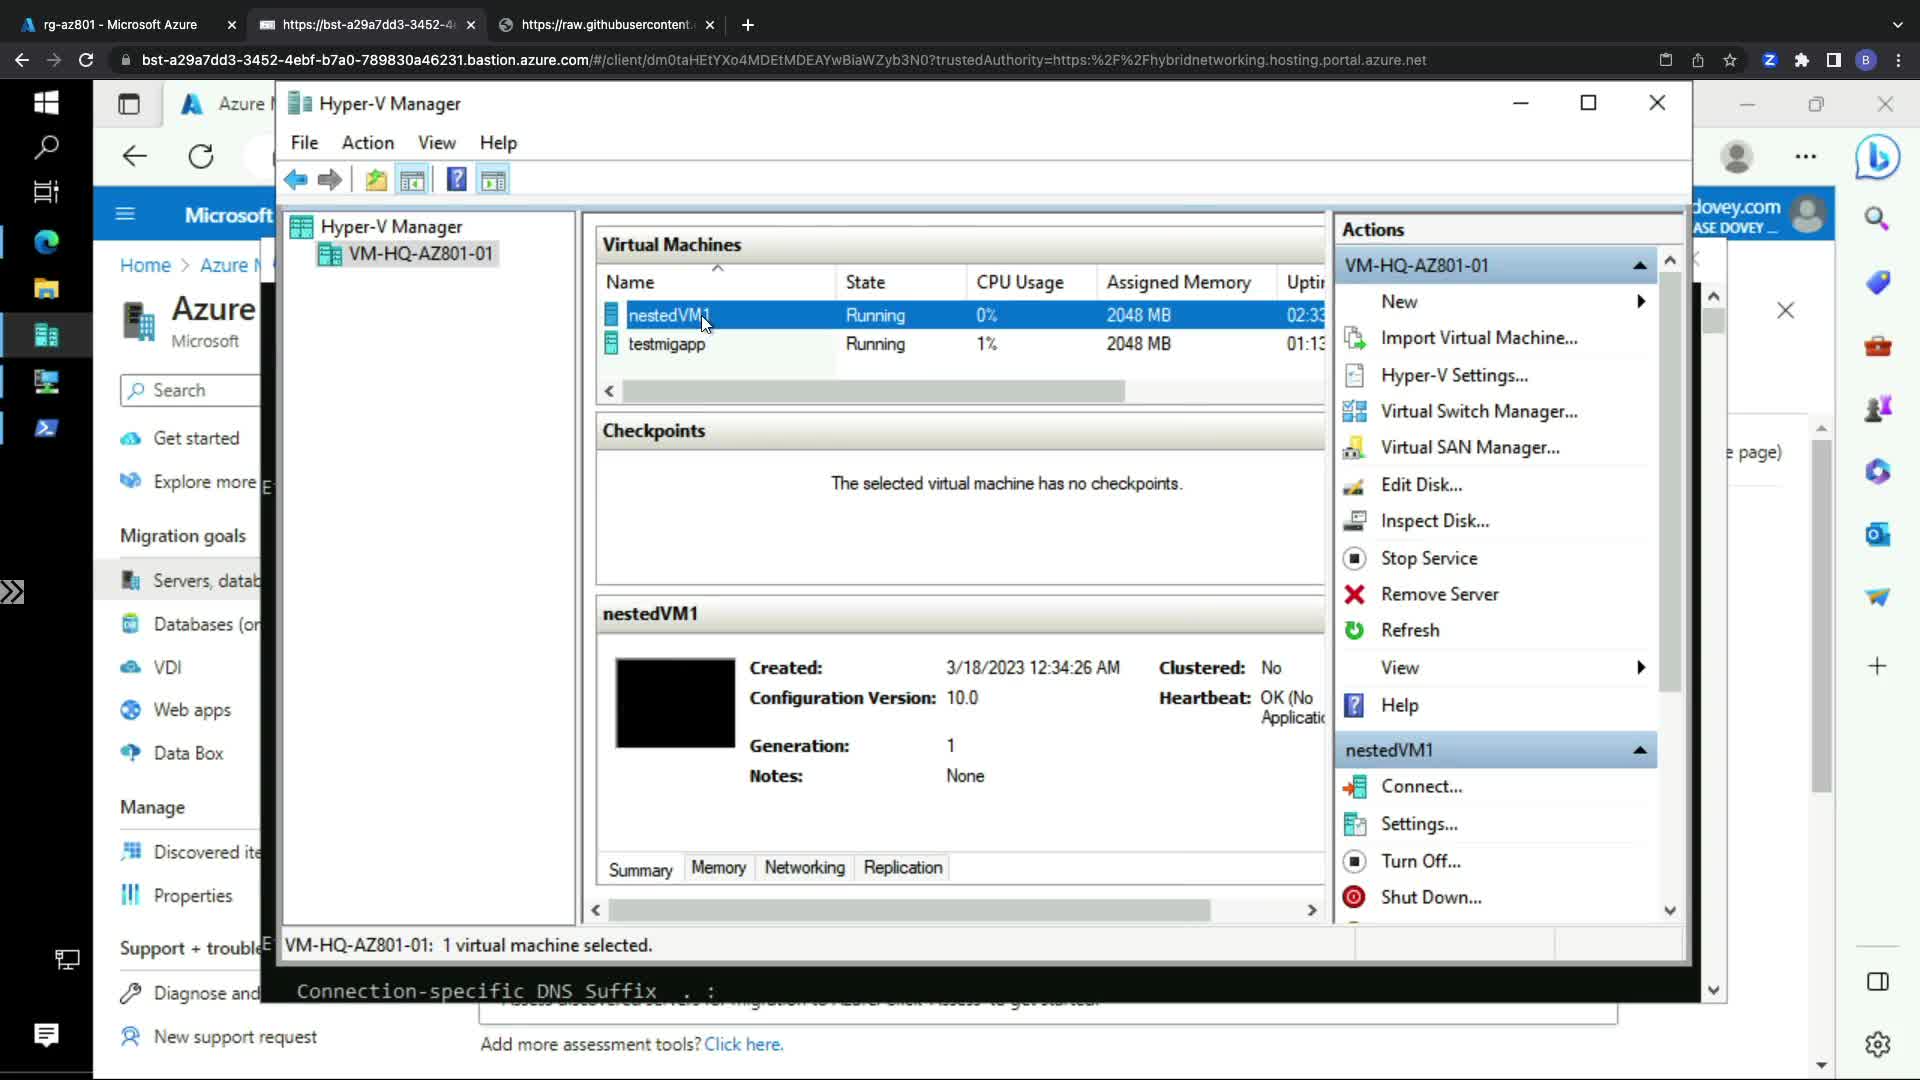 rg-az801 - Microsoft Azure
https://bst-a29a7dd3-3452-4
https://raw.githubusercontent.
bst-a29a7dd3-3452-4ebf-b7a0-789830a46231.bastion.azure.com/#/client/dm0taHEtYXo4MDEtMDEAYwBiaWZyb3N0?trustedAuthority=https:%2F%2Fhybridnetworking.hosting.portal.azure.net
B
Azure
Hyper-V Manager
File Action View Help
Microsoft
dovey.com
ASE DOVEY ...
Home > Azure
Azure
Microsoft
Search
Get started
Explore more
Migration goals
Servers, datab
Databases (or
VDI
Web apps
Data Box
Manage
Discovered ite
Properties
Support + trouble
Diagnose and
New support request
Hyper-V Manager
VM-HQ-AZ801-01
Virtual Machines
Name State CPU Usage Assigned Memory Uptir
nestedVM1 Running 0% 2048 MB 02:33
testmigapp Running 1% 2048 MB 01:13
Checkpoints
The selected virtual machine has no checkpoints.
nestedVM1
Created: 3/18/2023 12:34:26 AM Clustered: No
Configuration Version: 10.0 Heartbeat: OK (No
Applicatic
Generation: 1
Notes: None
Summary Memory Networking Replication
Actions
VM-HQ-AZ801-01
New
Import Virtual Machine...
Hyper-V Settings...
Virtual Switch Manager...
Virtual SAN Manager...
Edit Disk...
Inspect Disk...
Stop Service
Remove Server
Refresh
View
Help
nestedVM1
Connect...
Settings...
Turn Off...
Shut Down...
e page)
VM-HQ-AZ801-01: 1 virtual machine selected.
Connection-specific DNS Suffix . :
Add more assessment tools? Click here.